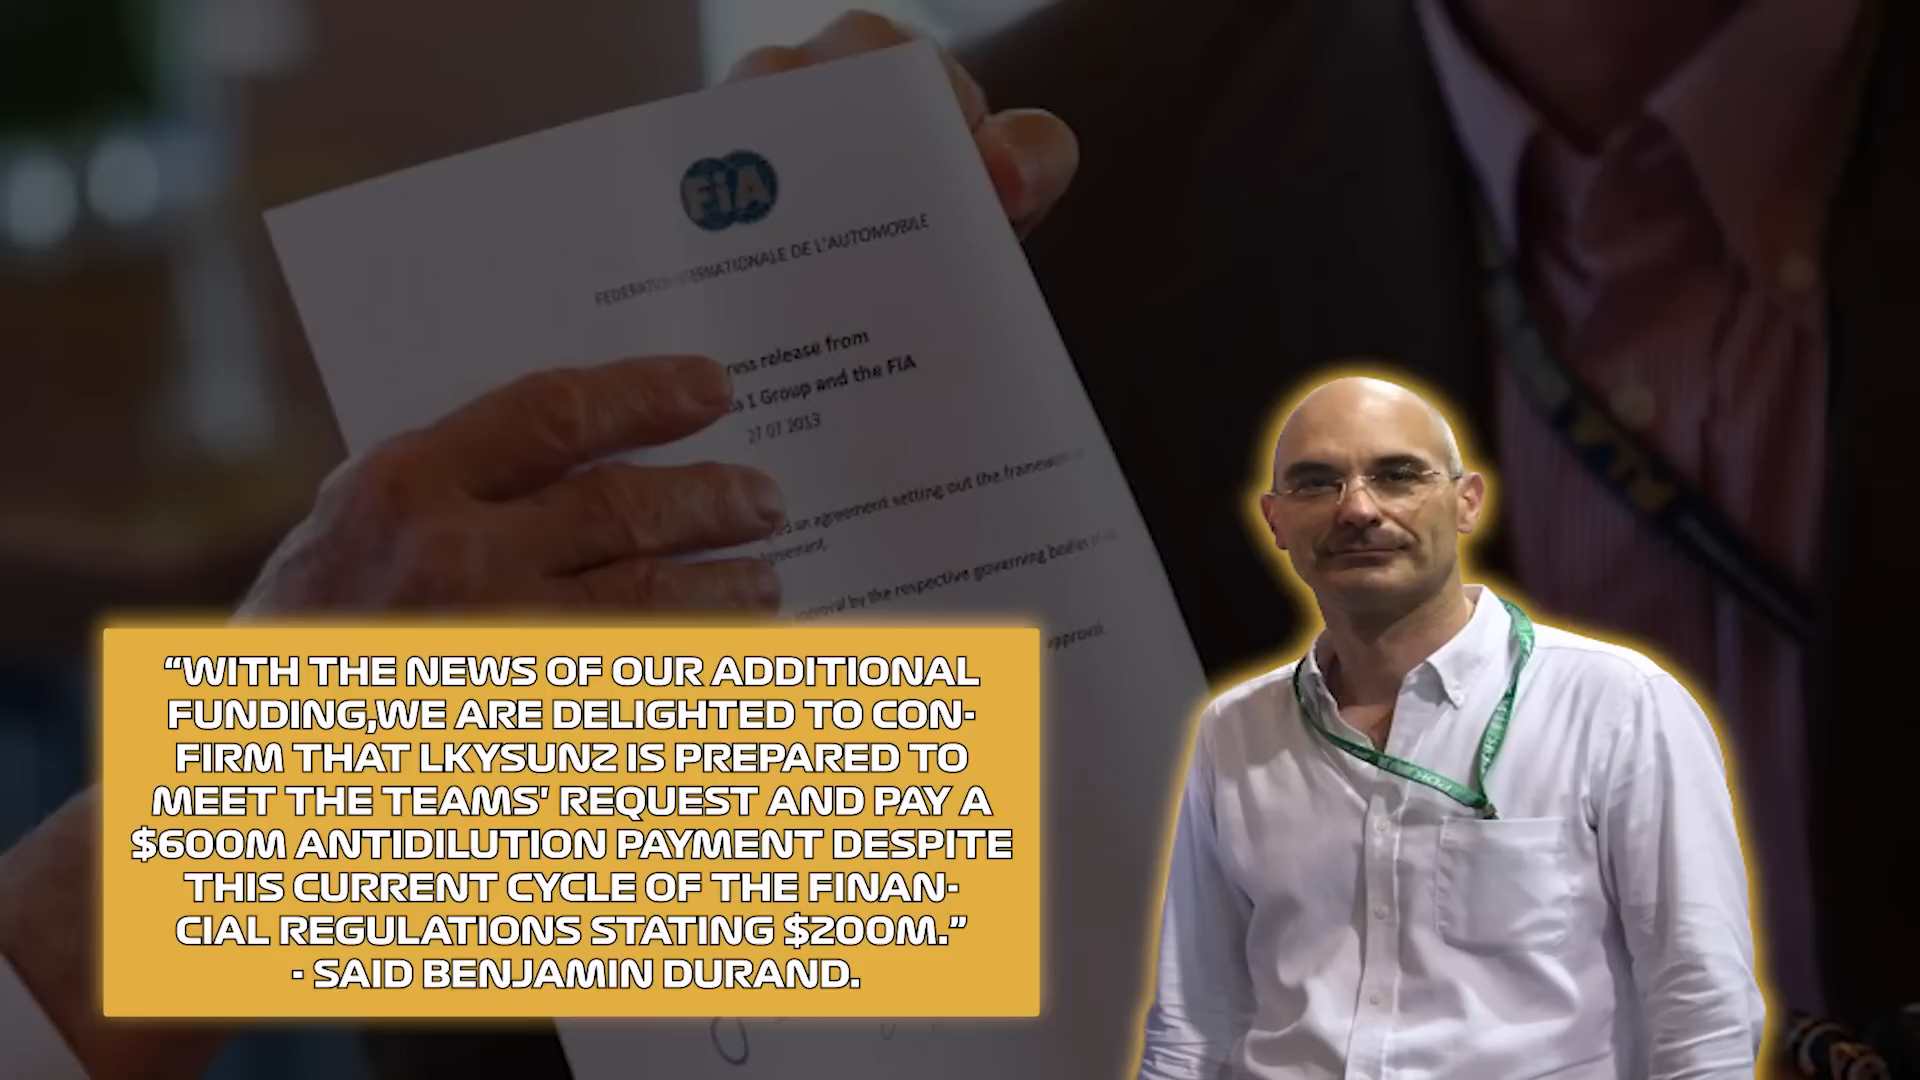 FiA
FEDERATION INTERNATIONALE DE L'AUTOMOBILE
release from
1 Group and the FIA
27 07 2013
an agreement setting out the framework
agreement,
approval by the respective governing bodies
approval.
“WITH THE NEWS OF OUR ADDITIONAL
FUNDING,WE ARE DELIGHTED TO CON-
FIRM THAT LKYSUNZ IS PREPARED TO
MEET THE TEAMS' REQUEST AND PAY A
$600M ANTIDILUTION PAYMENT DESPITE
THIS CURRENT CYCLE OF THE FINAN-
CIAL REGULATIONS STATING $200M.”
- SAID BENJAMIN DURAND.